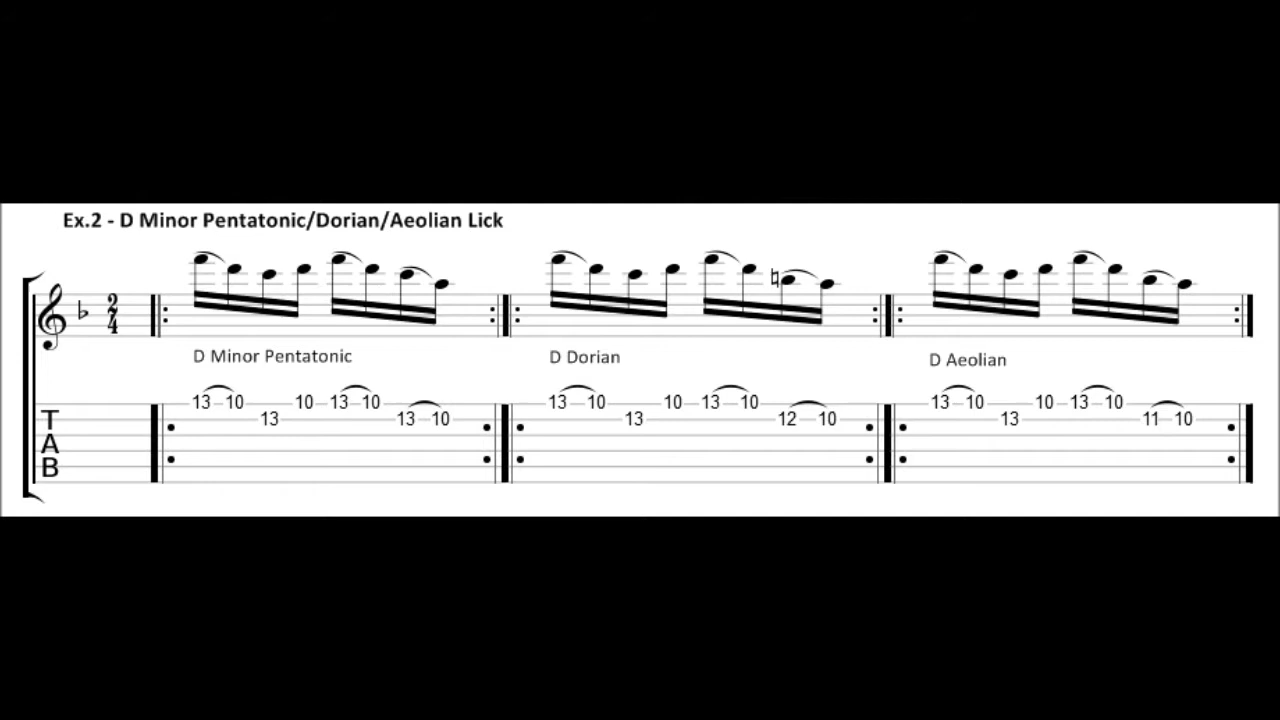 Ex.2 - D Minor Pentatonic/Dorian/Aeolian Lick
2
4
D Minor Pentatonic D Dorian D Aeolian
T
A
B
13 10 10 13 10 13 10 10 13 10 13 10 10 13 10
13 13 10 13 12 10 13 11 10